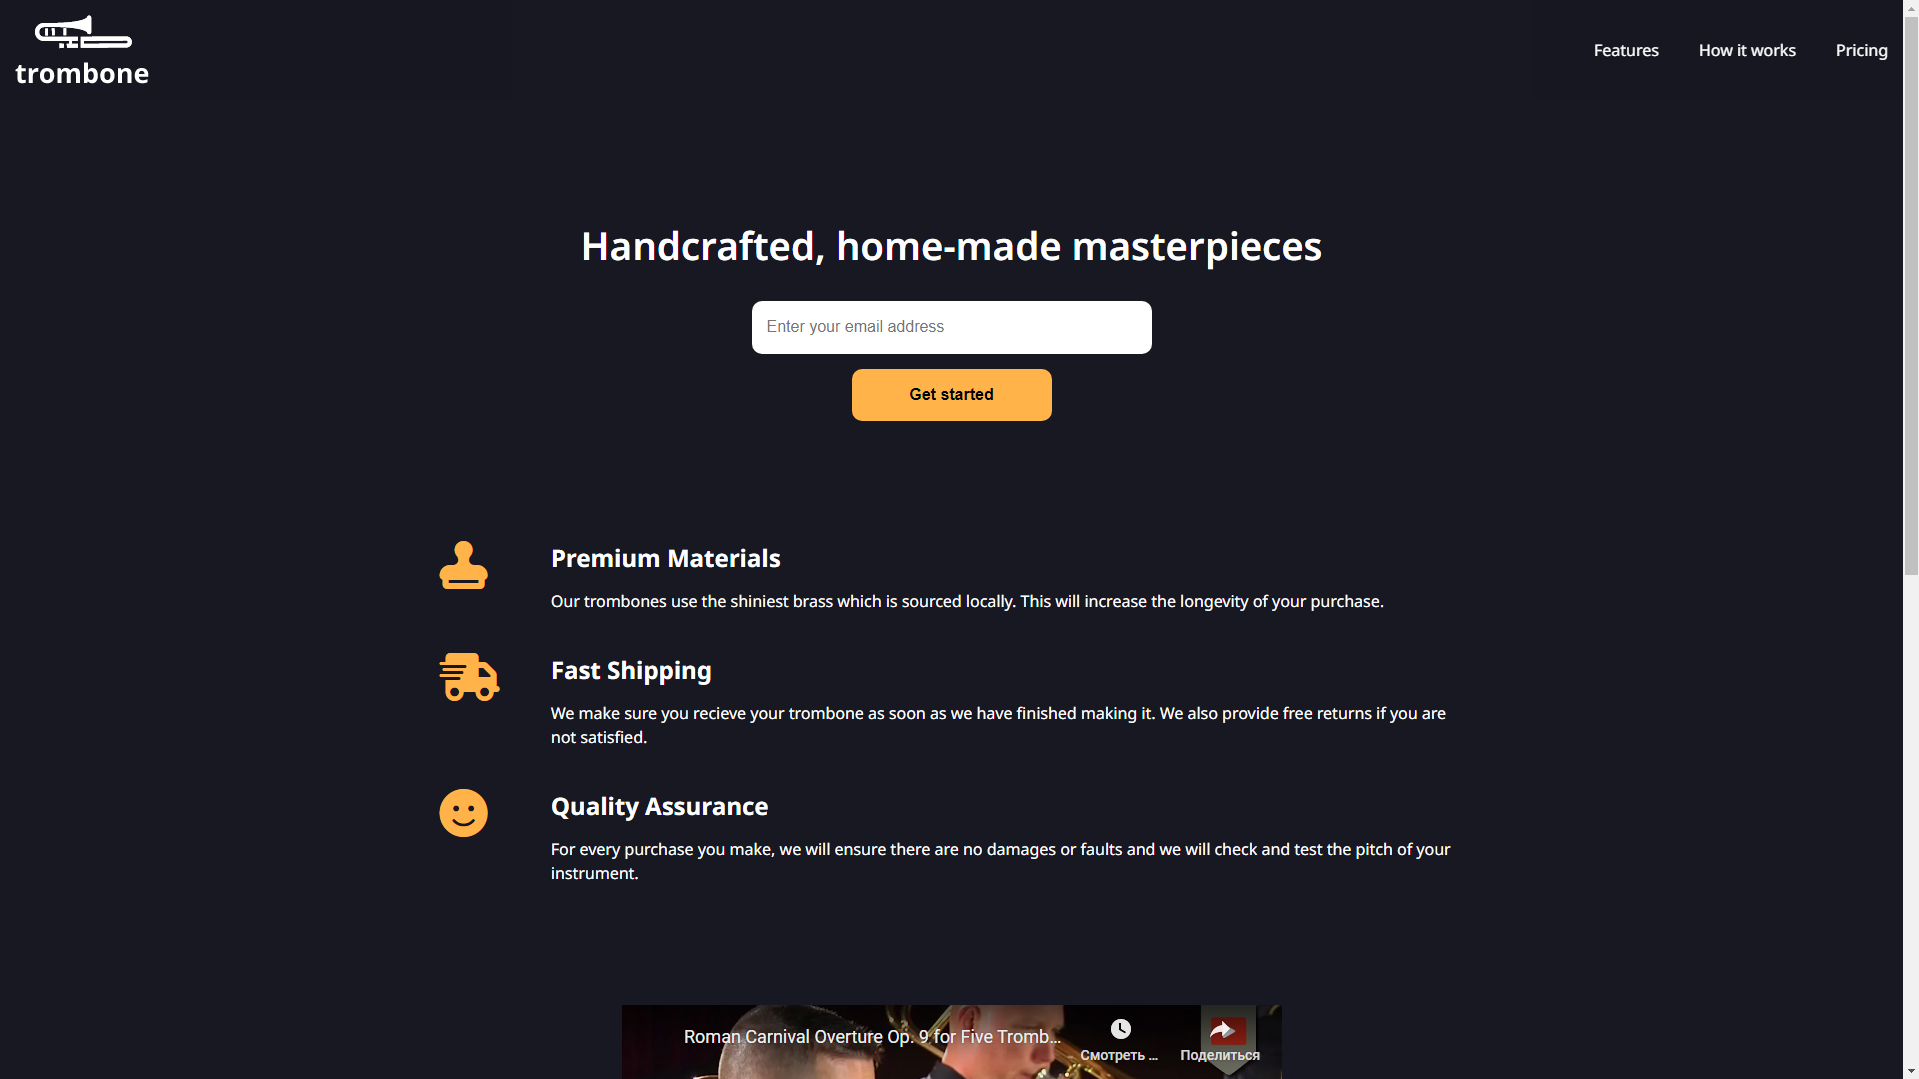 trombone
Features
How it works
Pricing
Handcrafted, home-made masterpieces
Enter your email address
Get started
Premium Materials
Our trombones use the shiniest brass which is sourced locally. This will increase the longevity of your purchase.
Fast Shipping
We make sure you recieve your trombone as soon as we have finished making it. We also provide free returns if you are
not satisfied.
Quality Assurance
For every purchase you make, we will ensure there are no damages or faults and we will check and test the pitch of your
instrument.
Roman Carnival Overture Op. 9 for Five Tromb...
Смотреть ...
Поделиться